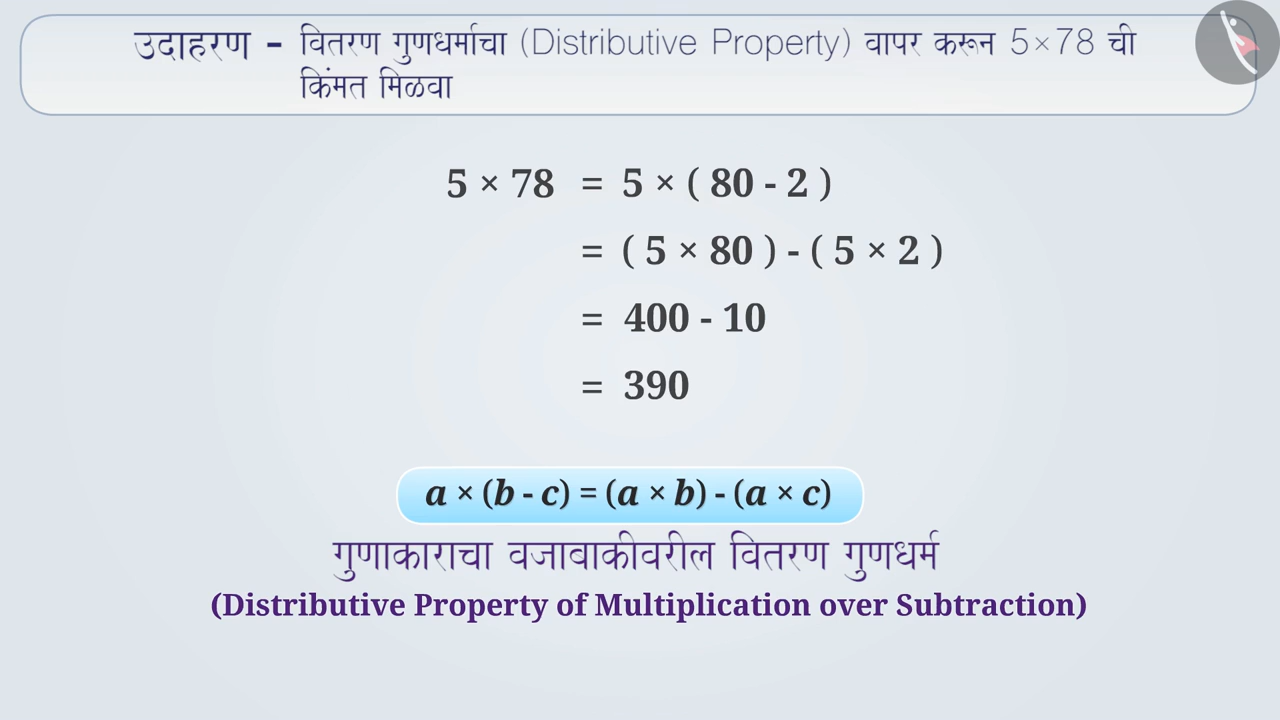 उदाहरण - वितरण गुणधर्माचा (Distributive Property) वापर करून 5×78 ची
किंमत मिळवा
5 × 78 = 5 × ( 80 - 2 )
= ( 5 × 80 ) - ( 5 × 2 )
= 400 - 10
= 390
a × (b - c) = (a × b) - (a × c)
गुणाकाराचा वजाबाकीवरील वितरण गुणधर्म
(Distributive Property of Multiplication over Subtraction)